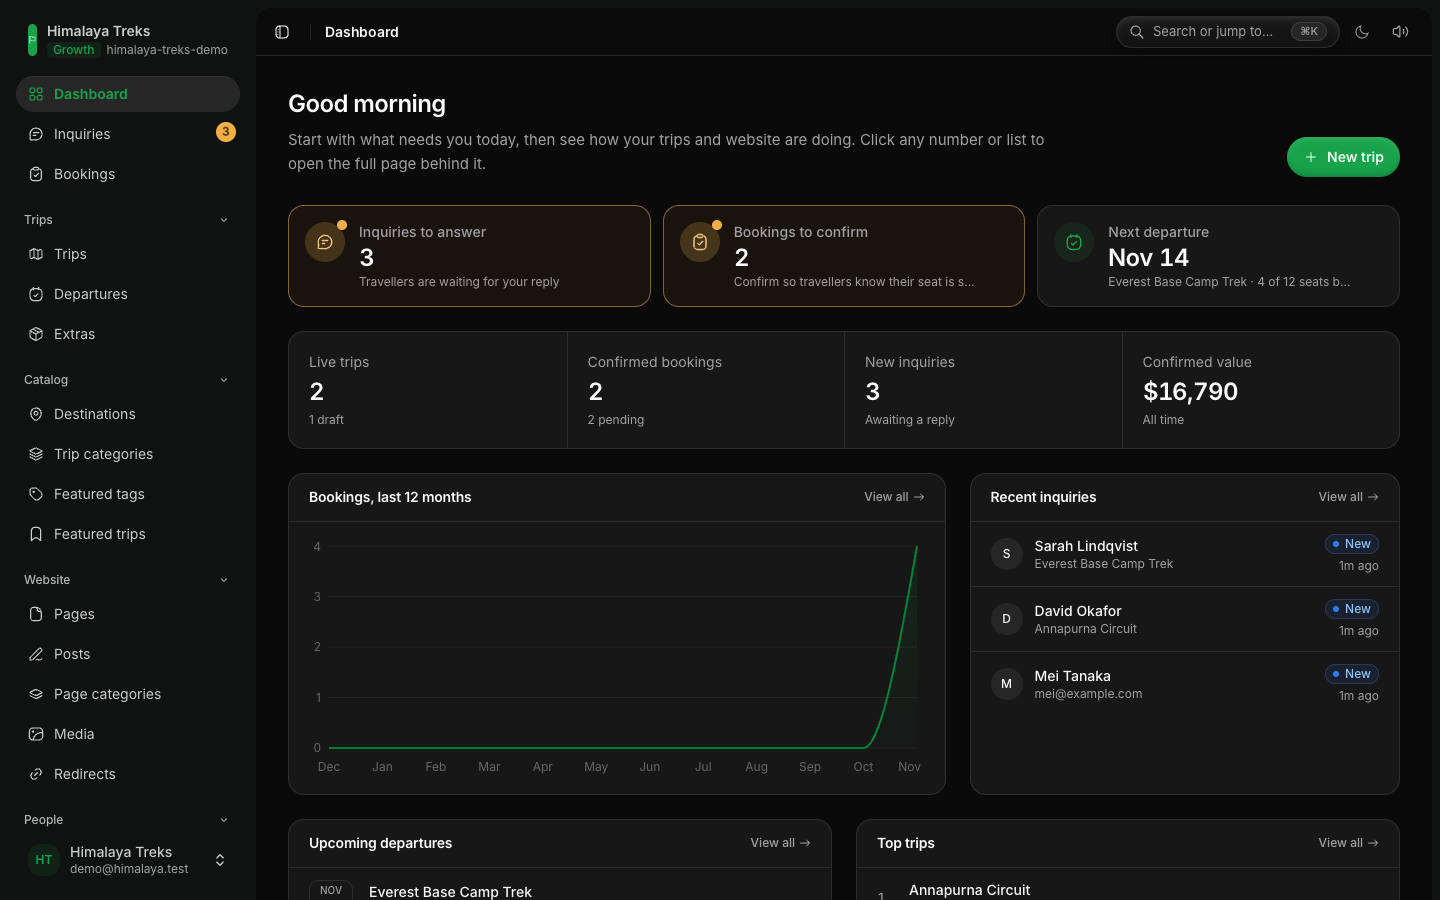 Himalaya Treks
Growth himalaya-treks-demo
Dashboard
Inquiries 3
Bookings
Trips
Trips
Departures
Extras
Catalog
Destinations
Trip categories
Featured tags
Featured trips
Website
Pages
Posts
Page categories
Media
Redirects
People
HT
Himalaya Treks
demo@himalaya.test
Dashboard
Search or jump to...
⌘K
Good morning
Start with what needs you today, then see how your trips and website are doing. Click any number or list to
open the full page behind it.
New trip
Inquiries to answer
3
Travellers are waiting for your reply
Bookings to confirm
2
Confirm so travellers know their seat is s...
Next departure
Nov 14
Everest Base Camp Trek · 4 of 12 seats b...
Live trips
2
1 draft
Confirmed bookings
2
2 pending
New inquiries
3
Awaiting a reply
Confirmed value
$16,790
All time
Bookings, last 12 months
View all →
4
3
2
1
0
Dec Jan Feb Mar Apr May Jun Jul Aug Sep Oct Nov
Recent inquiries
View all →
S
Sarah Lindqvist
Everest Base Camp Trek
New
1m ago
D
David Okafor
Annapurna Circuit
New
1m ago
M
Mei Tanaka
mei@example.com
New
1m ago
Upcoming departures
View all →
NOV
Everest Base Camp Trek
Top trips
View all →
1
Annapurna Circuit